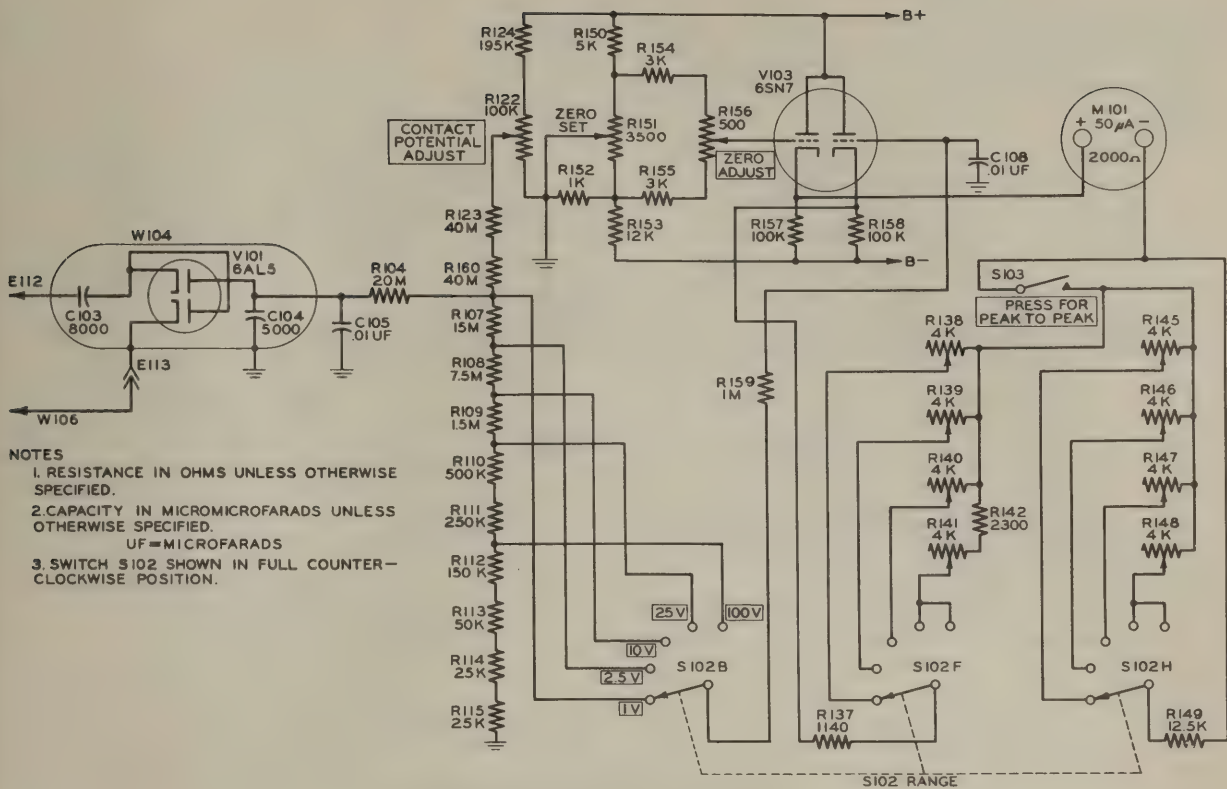 R124
195K
R150
5K
B+
R154
3K
V103
6SN7
R122
100K
CONTACT
POTENTIAL
ADJUST
ZERO
SET
R151
3500
R156
500
ZERO
ADJUST
M101
+ 50µA −
2000Ω
C108
.01 UF
R152
1K
R155
3K
R153
12K
R157
100K
R158
100 K
B-
R123
40M
R160
40M
W104
V101
6AL5
E112
C103
8000
C104
5000
E113
W106
R104
20M
C105
.01 UF
R107
15M
R108
7.5M
R109
1.5M
R110
500K
R111
250K
R112
150 K
R113
50K
R114
25K
R115
25K
NOTES
1. RESISTANCE IN OHMS UNLESS OTHERWISE
SPECIFIED.
2. CAPACITY IN MICROMICROFARADS UNLESS
OTHERWISE SPECIFIED.
UF=MICROFARADS
3. SWITCH S102 SHOWN IN FULL COUNTER-
CLOCKWISE POSITION.
S103
PRESS FOR
PEAK TO PEAK
R159
1M
R138
4K
R139
4K
R140
4K
R141
4K
R142
2300
R145
4K
R146
4K
R147
4K
R148
4K
25V
100V
10V
2.5V
1V
S102B
S102F
S102H
R137
1140
R149
12.5K
S102 RANGE